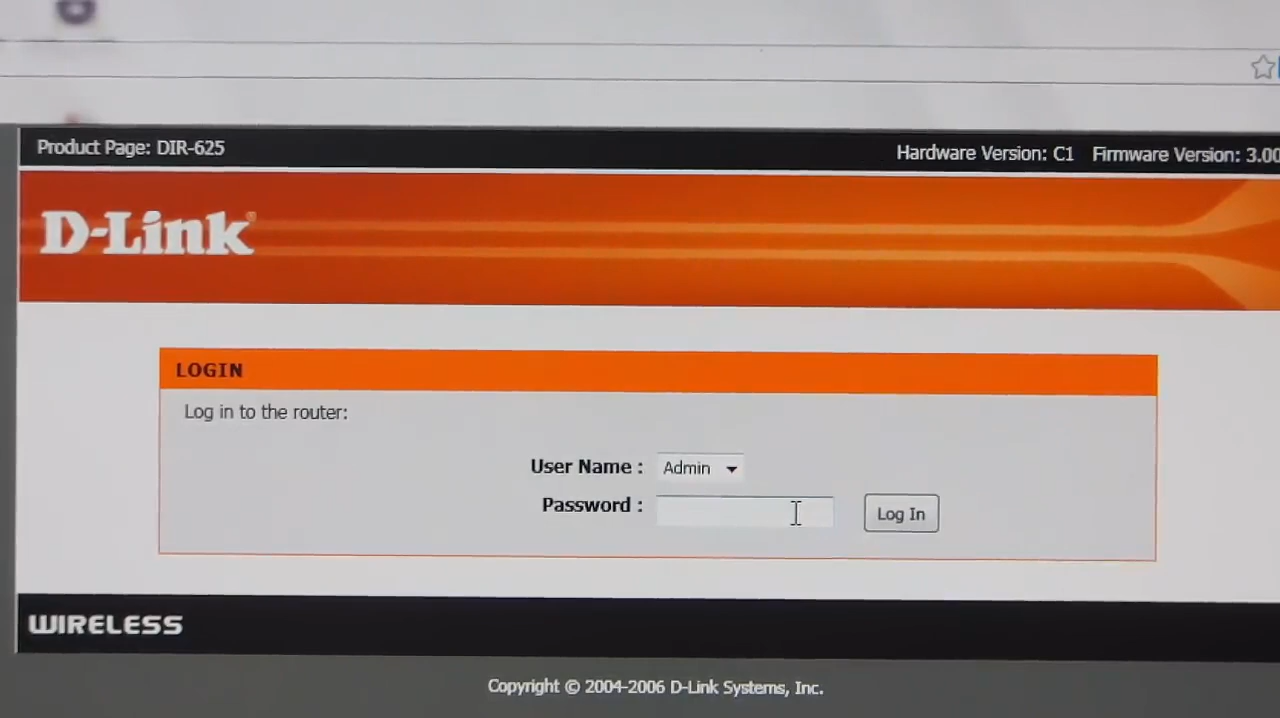 Product Page: DIR-625
Hardware Version: C1 Firmware Version: 3.00
D-Link
LOGIN
Log in to the router:
User Name : Admin
Password :
Log In
WIRELESS
Copyright © 2004-2006 D-Link Systems, Inc.